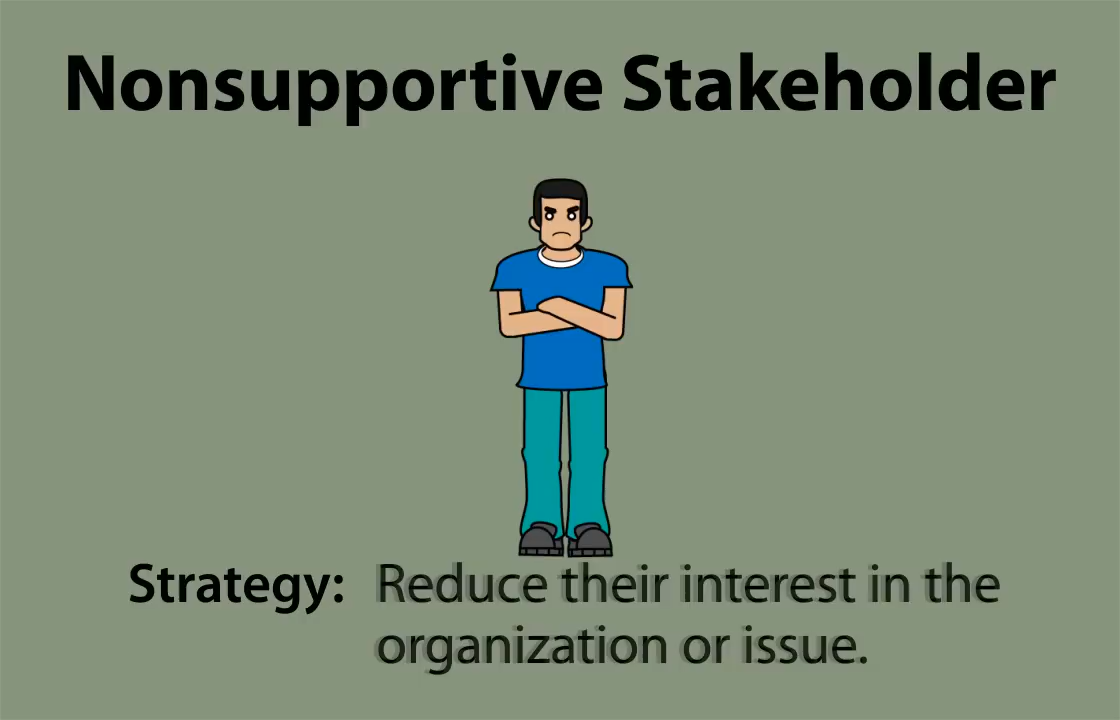 Nonsupportive Stakeholder
Strategy: Reduce their interest in the
organization or issue.